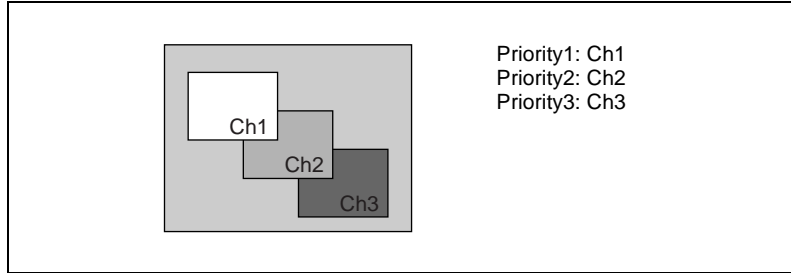 Ch1
Ch2
Ch3
Priority1: Ch1
Priority2: Ch2
Priority3: Ch3